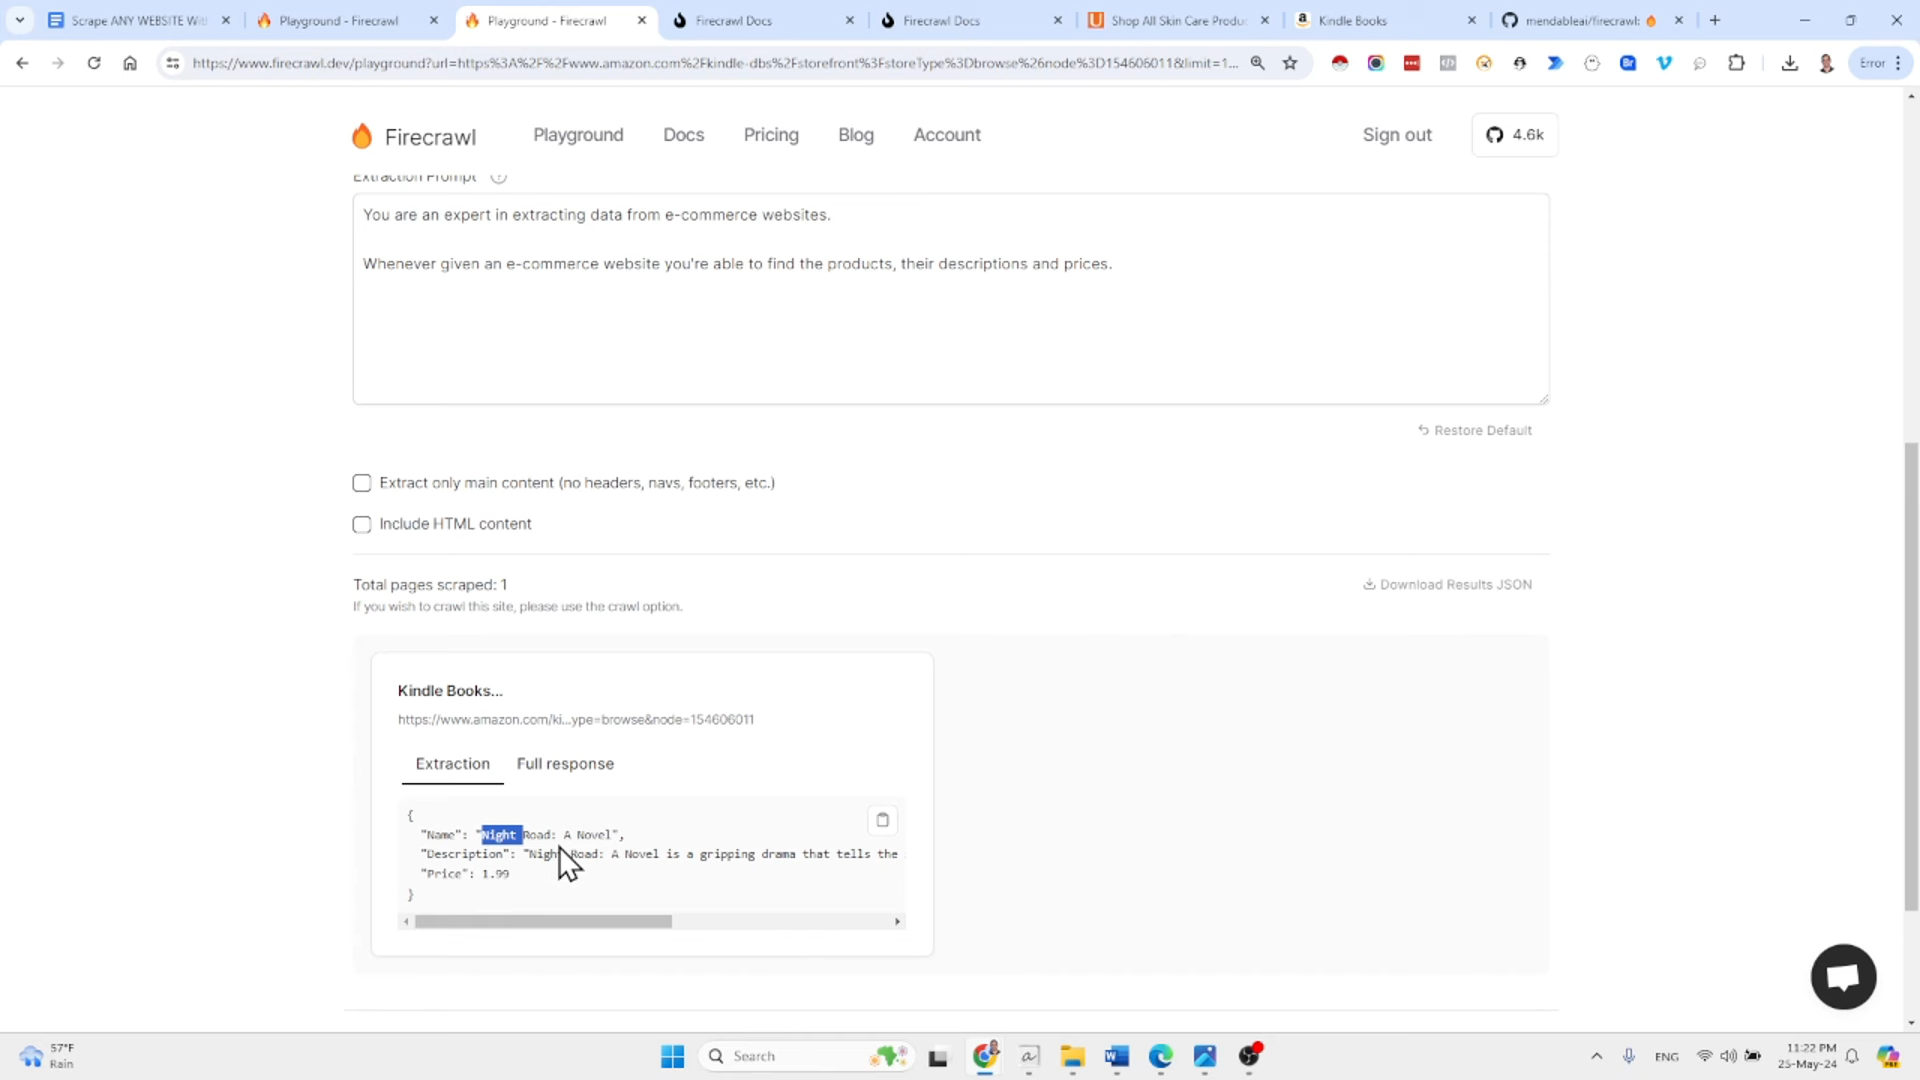 Scrape ANY WEBSITE Wit
Playground - Firecrawl
Playground - Firecrawl
Firecrawl Docs
Firecrawl Docs
Shop All Skin Care Produ
Kindle Books
mendableai/firecrawl:
https://www.firecrawl.dev/playground?url=https%3A%2F%2Fwww.amazon.com%2Fkindle-dbs%2Fstorefront%3FstoreType%3Dbrowse%26node%3D154606011&limit=1...
Error
Firecrawl
Playground
Docs
Pricing
Blog
Account
Sign out
4.6k
Extraction Prompt
You are an expert in extracting data from e-commerce websites.
Whenever given an e-commerce website you're able to find the products, their descriptions and prices.
Restore Default
Extract only main content (no headers, navs, footers, etc.)
Include HTML content
Total pages scraped: 1
Download Results JSON
If you wish to crawl this site, please use the crawl option.
Kindle Books...
https://www.amazon.com/ki...ype=browse&node=154606011
Extraction
Full response
{
"Name": "Night Road: A Novel",
"Description": "Night Road: A Novel is a gripping drama that tells the
"Price": 1.99
}
57°F
Rain
Search
ENG
11:22 PM
25-May-24